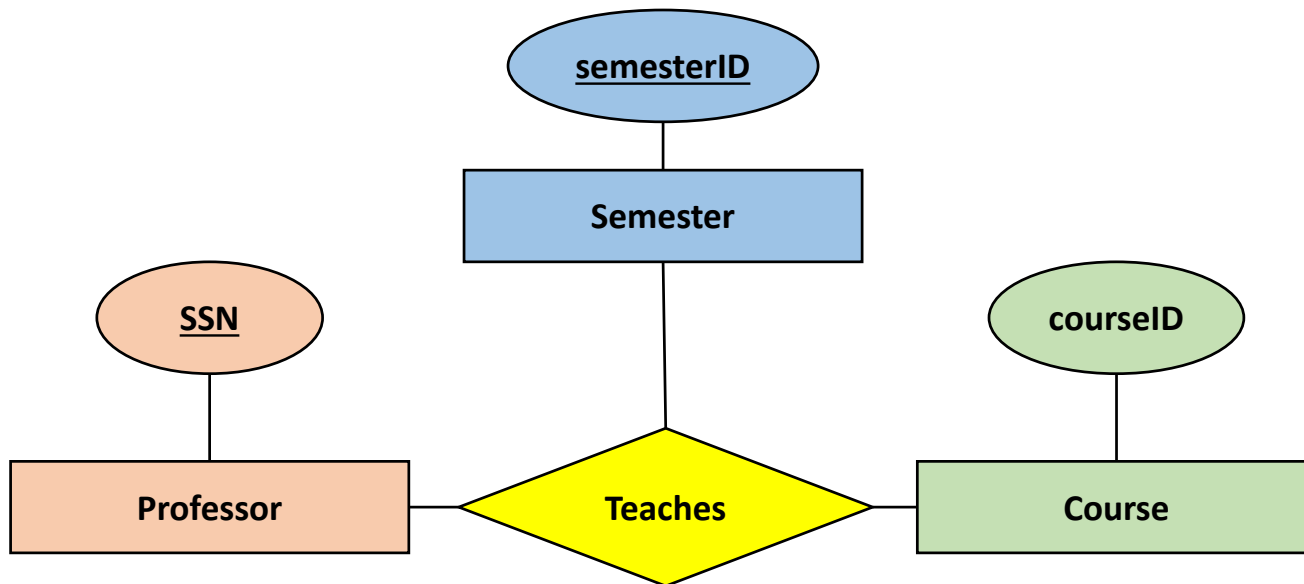 semesterID
Semester
SSN
courseID
Professor
Teaches
Course